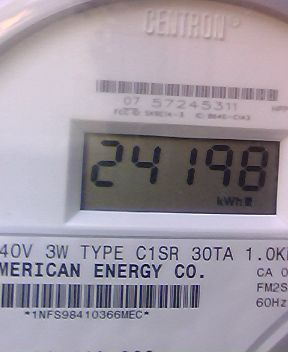 CENTRON®
07 57245311
24198
kWh
40V 3W TYPE C1SR 30TA 1.0K
MERICAN ENERGY CO.
CA 0
FM2S
60Hz
*1NFS98410366MEC*